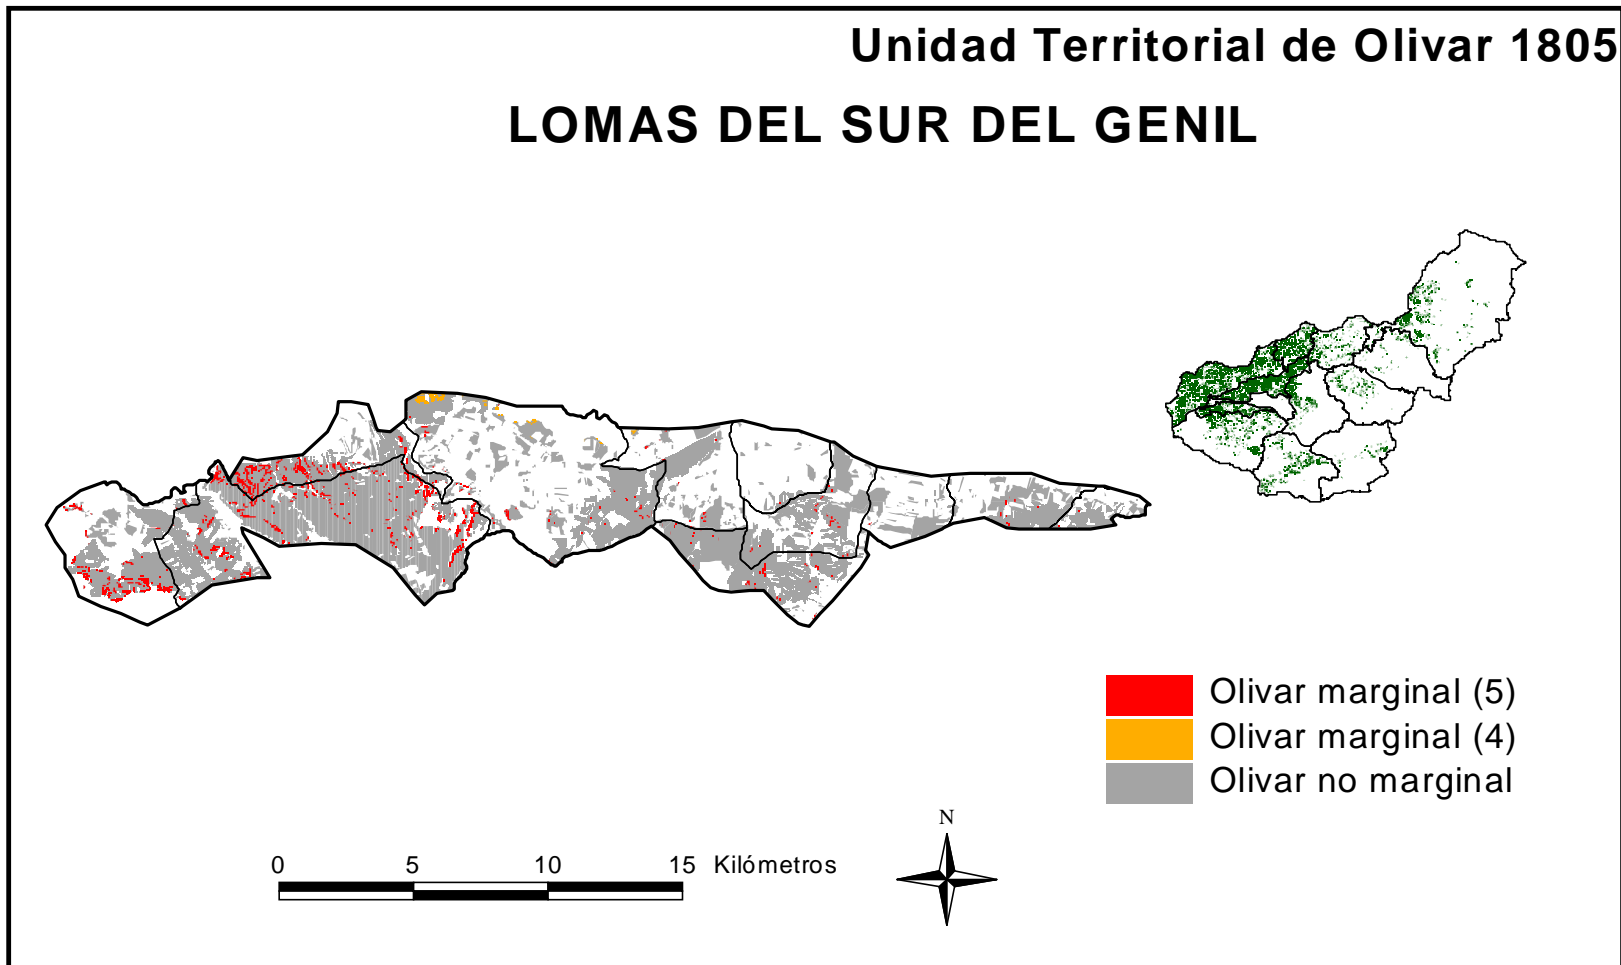 Unidad Territorial de Olivar 1805
LOMAS DEL SUR DEL GENIL
Olivar marginal (5)
Olivar marginal (4)
Olivar no marginal
N
0 5 10 15 Kilómetros